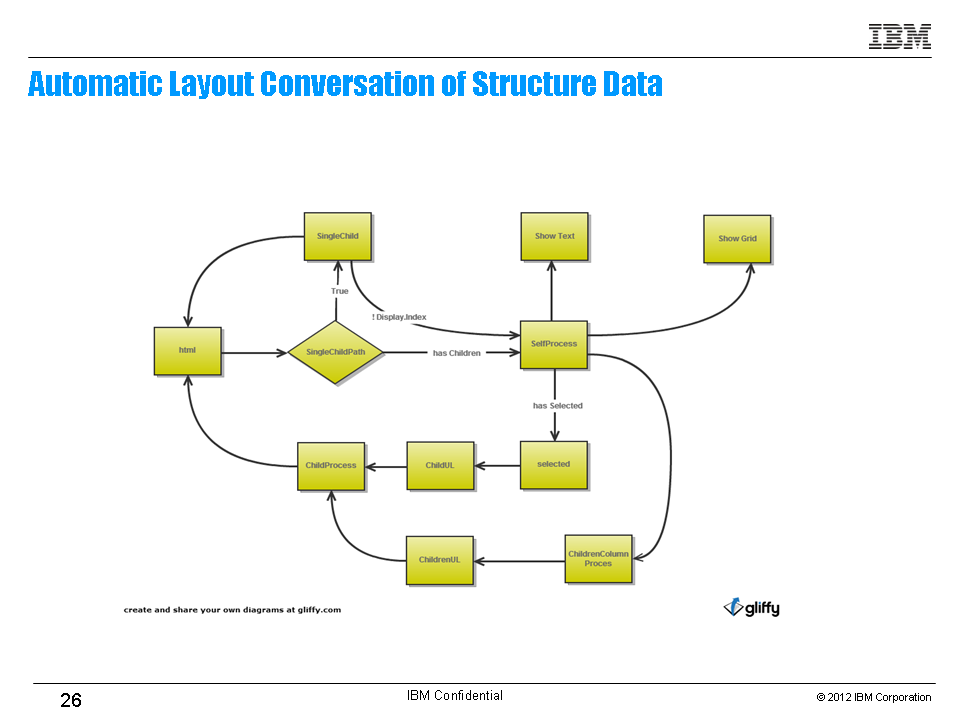 IBM
Automatic Layout Conversation of Structure Data
SingleChild
Show Text
Show Grid
True
! Display.Index
html
SingleChildPath
has Children
SelfProcess
has Selected
ChildProcess
ChildUL
selected
ChildrenUL
ChildrenColumn
Proces
create and share your own diagrams at gliffy.com
gliffy
26
IBM Confidential
© 2012 IBM Corporation